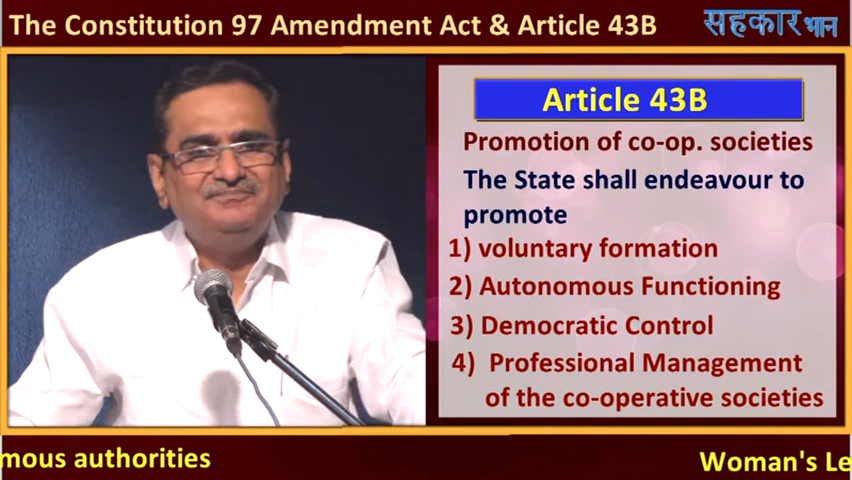 The Constitution 97 Amendment Act & Article 43B
सहकार भान
Article 43B
Promotion of co-op. societies
The State shall endeavour to
promote
1) voluntary formation
2) Autonomous Functioning
3) Democratic Control
4) Professional Management
of the co-operative societies
mous authorities
Woman's Le